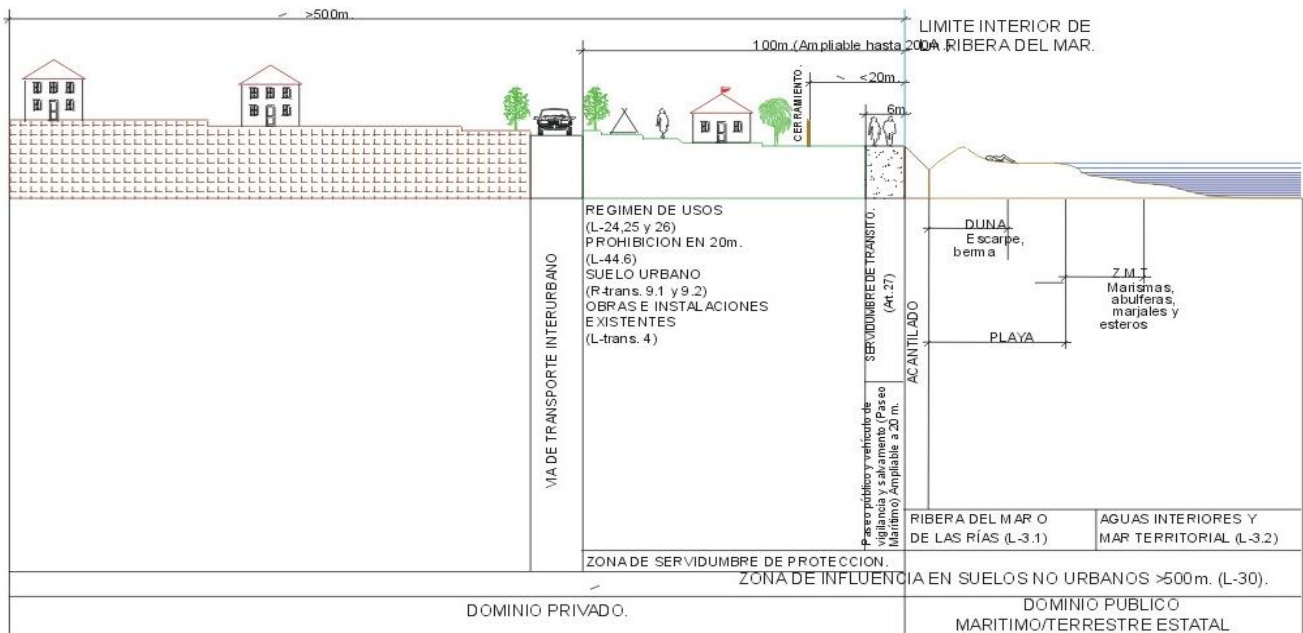 >500m.
LIMITE INTERIOR DE
LA RIBERA DEL MAR.
100m.(Ampliable hasta 200m.)
<20m.
CERRAMIENTO.
6m.
REGIMEN DE USOS
(L-24,25 y 26)
PROHIBICION EN 20m.
(L-44.6)
SUELO URBANO
(R-trans. 9.1 y 9.2)
OBRAS E INSTALACIONES
EXISTENTES
(L-trans. 4)
VIA DE TRANSPORTE INTERURBANO
SERVIDUMBRE DE TRANSITO.
(Art.27)
Paseo público y vehículo de
vigilancia y salvamento (Paseo
Marítimo) Ampliable a 20 m.
ACANTILADO
DUNA
Escarpe,
berma
Z.M.T.
Marismas,
abulferas,
marjales y
esteros
PLAYA
RIBERA DEL MAR O
DE LAS RÍAS (L-3.1)
AGUAS INTERIORES Y
MAR TERRITORIAL (L-3.2)
ZONA DE SERVIDUMBRE DE PROTECCION.
ZONA DE INFLUENCIA EN SUELOS NO URBANOS >500m. (L-30).
DOMINIO PRIVADO.
DOMINIO PUBLICO
MARITIMO/TERRESTRE ESTATAL